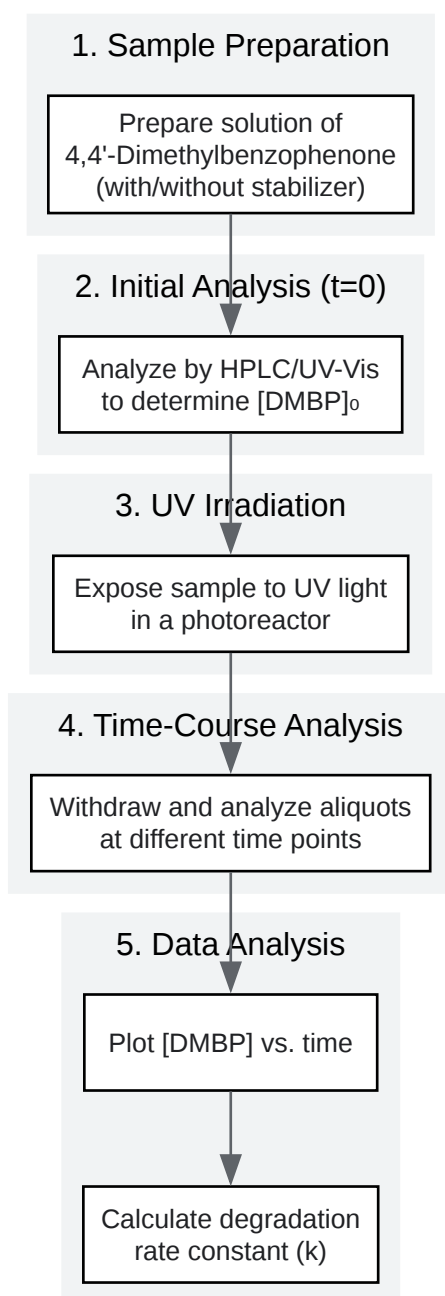 1. Sample Preparation
Prepare solution of
4,4'-Dimethylbenzophenone
(with/without stabilizer)
2. Initial Analysis (t=0)
Analyze by HPLC/UV-Vis
to determine [DMBP]₀
3. UV Irradiation
Expose sample to UV light
in a photoreactor
4. Time-Course Analysis
Withdraw and analyze aliquots
at different time points
5. Data Analysis
Plot [DMBP] vs. time
Calculate degradation
rate constant (k)